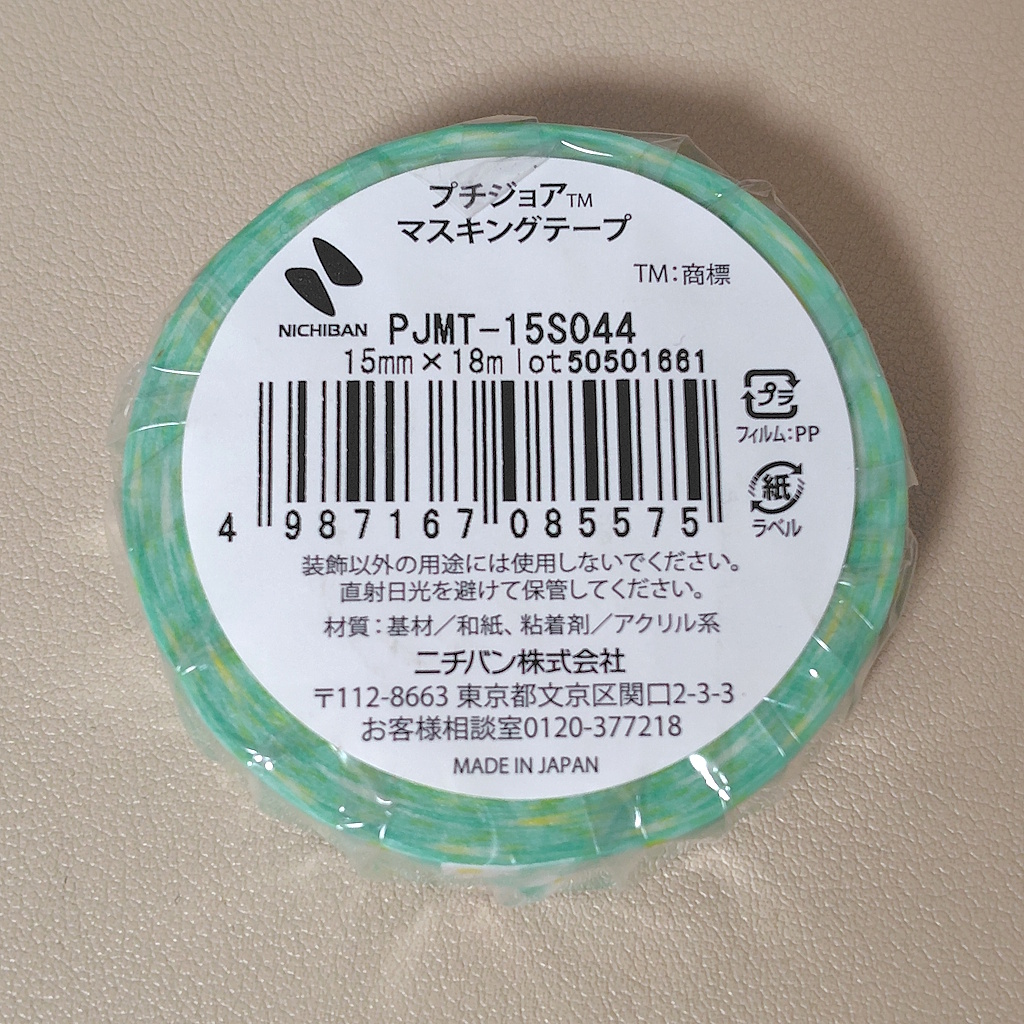 プチジョア™
マスキングテープ
TM：商標
NICHIBAN
PJMT-15S044
15mm×18m lot 50501661
4 987167 085575
プラ
フィルム：PP
紙
ラベル
装飾以外の用途には使用しないでください。
直射日光を避けて保管してください。
材質：基材／和紙、粘着剤／アクリル系
ニチバン株式会社
〒112-8663 東京都文京区関口2-3-3
お客様相談室0120-377218
MADE IN JAPAN